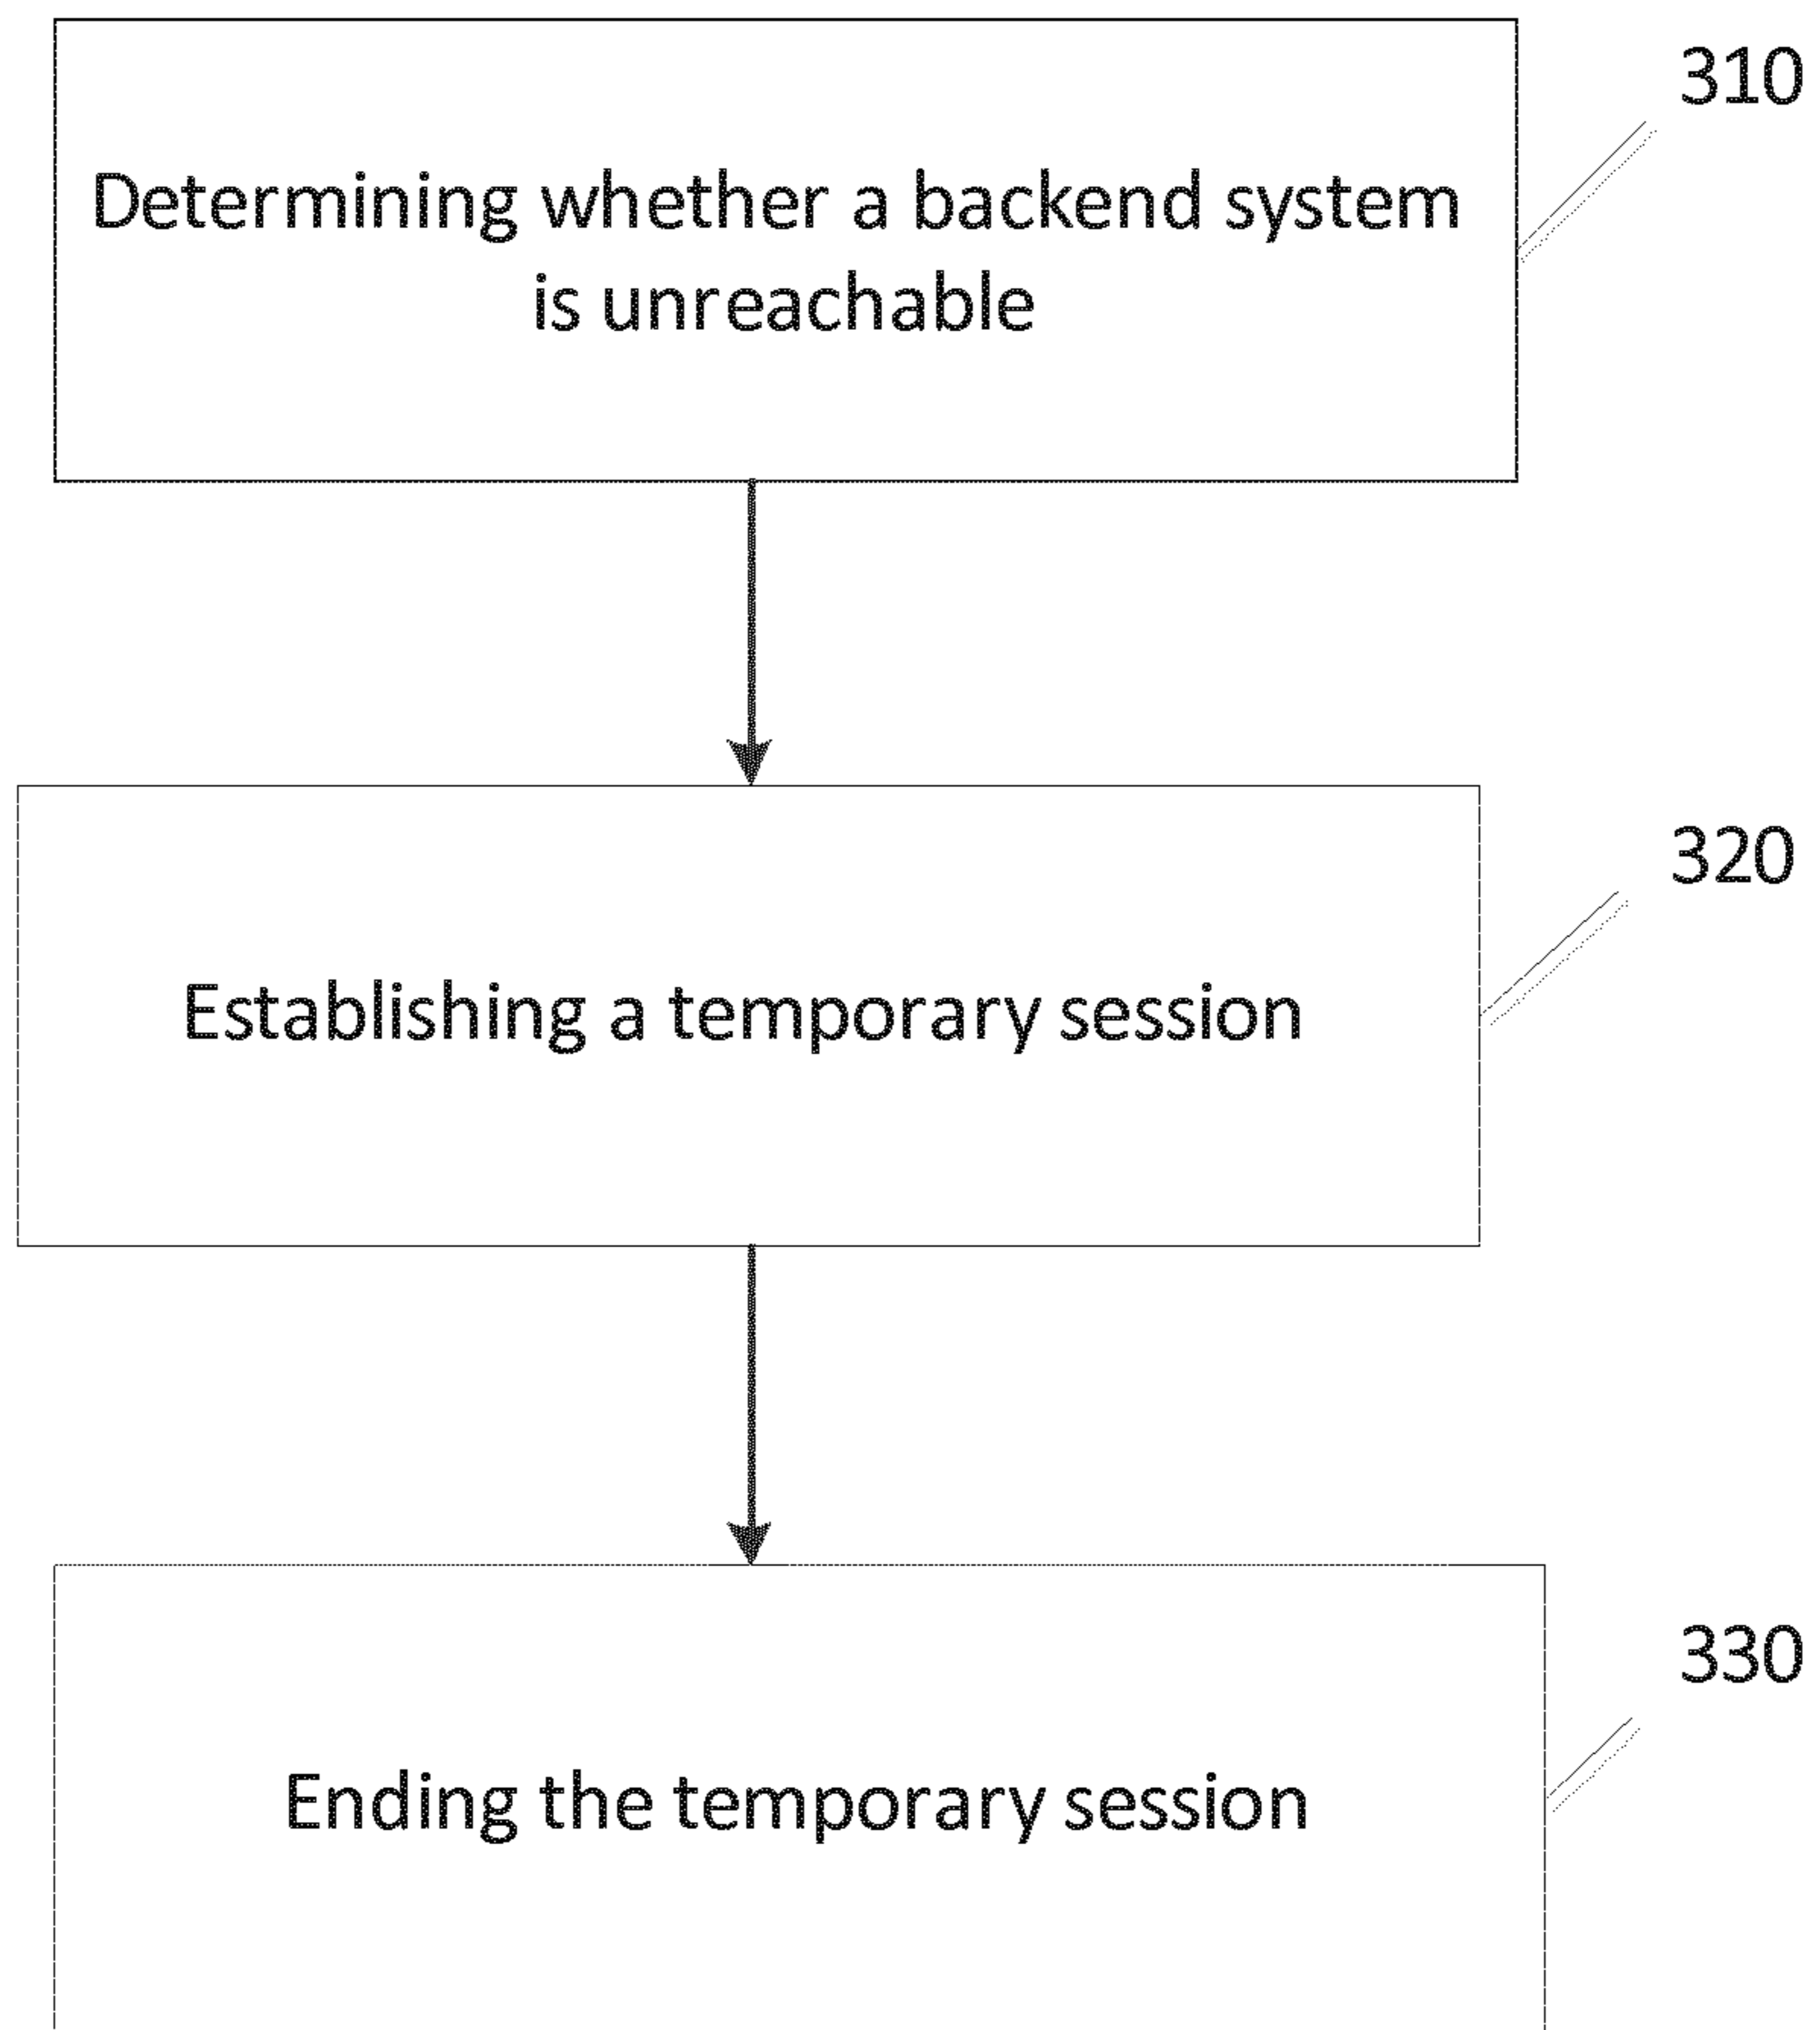 310
Determining whether a backend system
is unreachable
320
Establishing a temporary session
330
Ending the temporary session